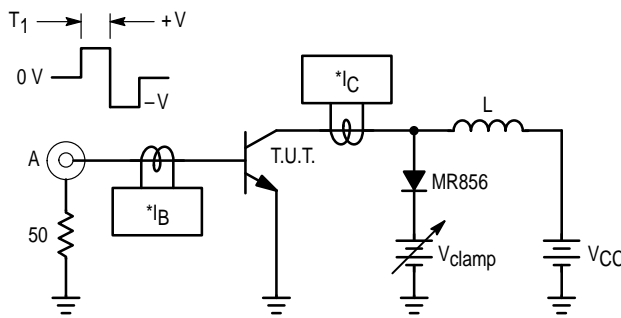 T1
+V
0 V
–V
*IC
L
A
T.U.T.
MR856
*IB
50
Vclamp
VCC